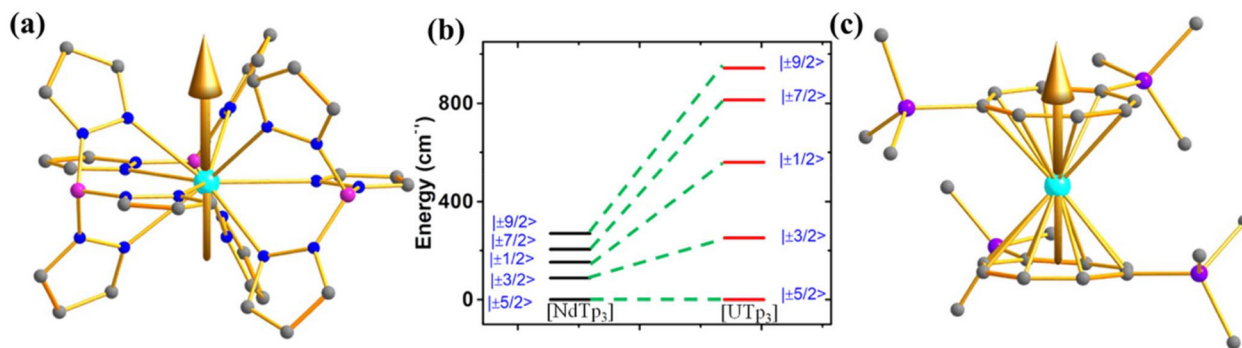 (a)
(b)
(c)
Energy (cm⁻¹)
800
400
0
|±9/2>
|±7/2>
|±1/2>
|±3/2>
|±5/2>
[NdTp₃]
|±9/2>
|±7/2>
|±1/2>
|±3/2>
|±5/2>
[UTp₃]